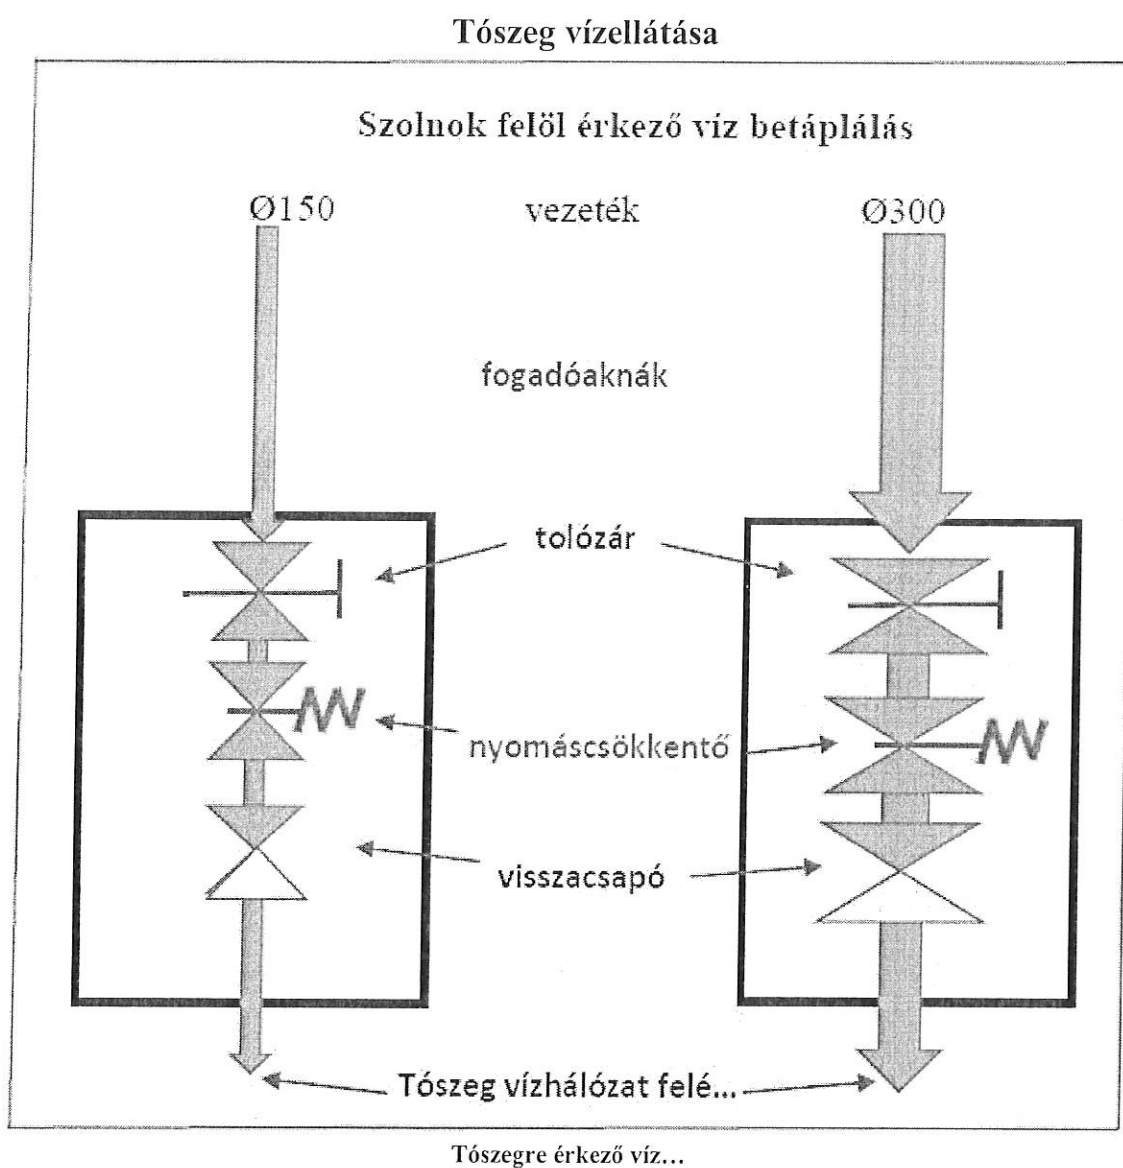 Tószeg vízellátása
Szolnok felöl érkező víz betáplálás
Ø150 vezeték Ø300
fogadóaknák
tolózár
nyomáscsökkentő
visszacsapó
Tószeg vízhálózat felé...
Tószegre érkező víz...